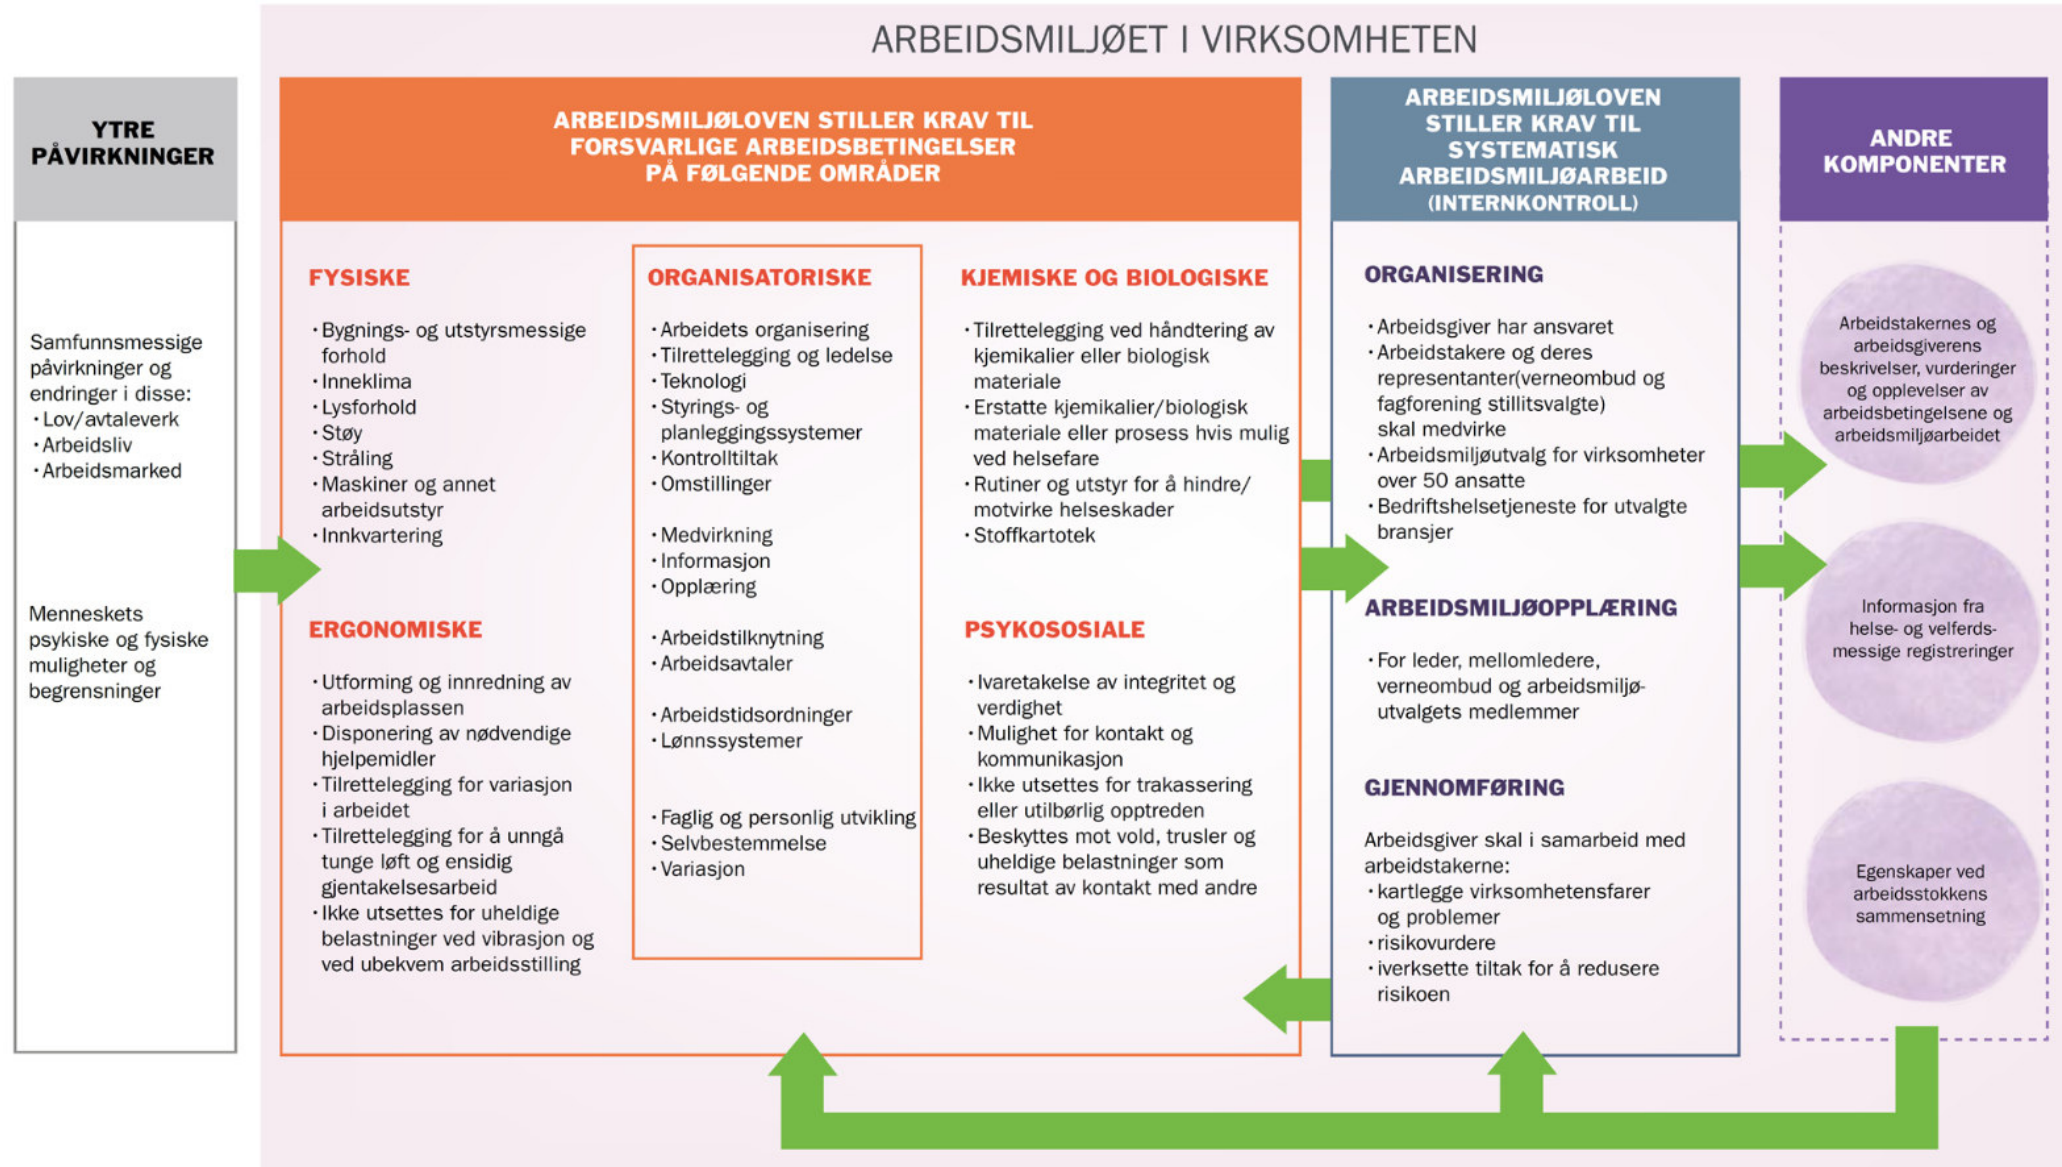 ARBEIDSMILJØET I VIRKSOMHETEN
YTRE
PÅVIRKNINGER
Samfunnsmessige
påvirkninger og
endringer i disse:
· Lov/avtaleverk
· Arbeidsliv
· Arbeidsmarked
Menneskets
psykiske og fysiske
muligheter og
begrensninger
ARBEIDSMILJØLOVEN STILLER KRAV TIL
FORSVARLIGE ARBEIDSBETINGELSER
PÅ FØLGENDE OMRÅDER
FYSISKE
· Bygnings- og utstyrsmessige
forhold
· Inneklima
· Lysforhold
· Støy
· Stråling
· Maskiner og annet
arbeidsutstyr
· Innkvartering
ERGONOMISKE
· Utforming og innredning av
arbeidsplassen
· Disponering av nødvendige
hjelpemidler
· Tilrettelegging for variasjon
i arbeidet
· Tilrettelegging for å unngå
tunge løft og ensidig
gjentakelsesarbeid
· Ikke utsettes for uheldige
belastninger ved vibrasjon og
ved ubekvem arbeidsstilling
ORGANISATORISKE
· Arbeidets organisering
· Tilrettelegging og ledelse
· Teknologi
· Styrings- og
planleggingssystemer
· Kontrolltiltak
· Omstillinger
· Medvirkning
· Informasjon
· Opplæring
· Arbeidstilknytning
· Arbeidsavtaler
· Arbeidstidsordninger
· Lønnssystemer
· Faglig og personlig utvikling
· Selvbestemmelse
· Variasjon
KJEMISKE OG BIOLOGISKE
· Tilrettelegging ved håndtering av
kjemikalier eller biologisk
materiale
· Erstatte kjemikalier/biologisk
materiale eller prosess hvis mulig
ved helsefare
· Rutiner og utstyr for å hindre/
motvirke helseskader
· Stoffkartotek
PSYKOSOSIALE
· Ivaretakelse av integritet og
verdighet
· Mulighet for kontakt og
kommunikasjon
· Ikke utsettes for trakassering
eller utilbørlig opptreden
· Beskyttes mot vold, trusler og
uheldige belastninger som
resultat av kontakt med andre
ARBEIDSMILJØLOVEN
STILLER KRAV TIL
SYSTEMATISK
ARBEIDSMILJØARBEID
(INTERNKONTROLL)
ORGANISERING
· Arbeidsgiver har ansvaret
· Arbeidstakere og deres
representanter(verneombud og
fagforening stillitsvalgte)
skal medvirke
· Arbeidsmiljøutvalg for virksomheter
over 50 ansatte
· Bedriftshelsetjeneste for utvalgte
bransjer
ARBEIDSMILJØOPPLÆRING
· For leder, mellomledere,
verneombud og arbeidsmiljø-
utvalgets medlemmer
GJENNOMFØRING
Arbeidsgiver skal i samarbeid med
arbeidstakerne:
· kartlegge virksomhetensfarer
og problemer
· risikovurdere
· iverksette tiltak for å redusere
risikoen
ANDRE
KOMPONENTER
Arbeidstakernes og
arbeidsgiverens
beskrivelser, vurderinger
og opplevelser av
arbeidsbetingelsene og
arbeidsmiljøarbeidet
Informasjon fra
helse- og velferds-
messige registreringer
Egenskaper ved
arbeidsstokkens
sammensetning